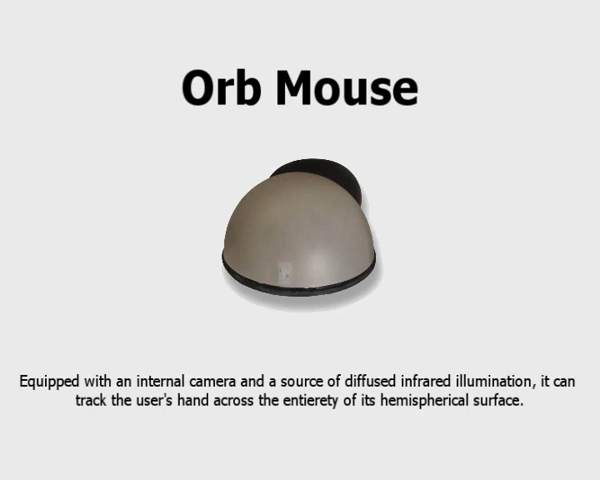 Orb Mouse
Equipped with an internal camera and a source of diffused infrared illumination, it can
track the user's hand across the entierety of its hemispherical surface.